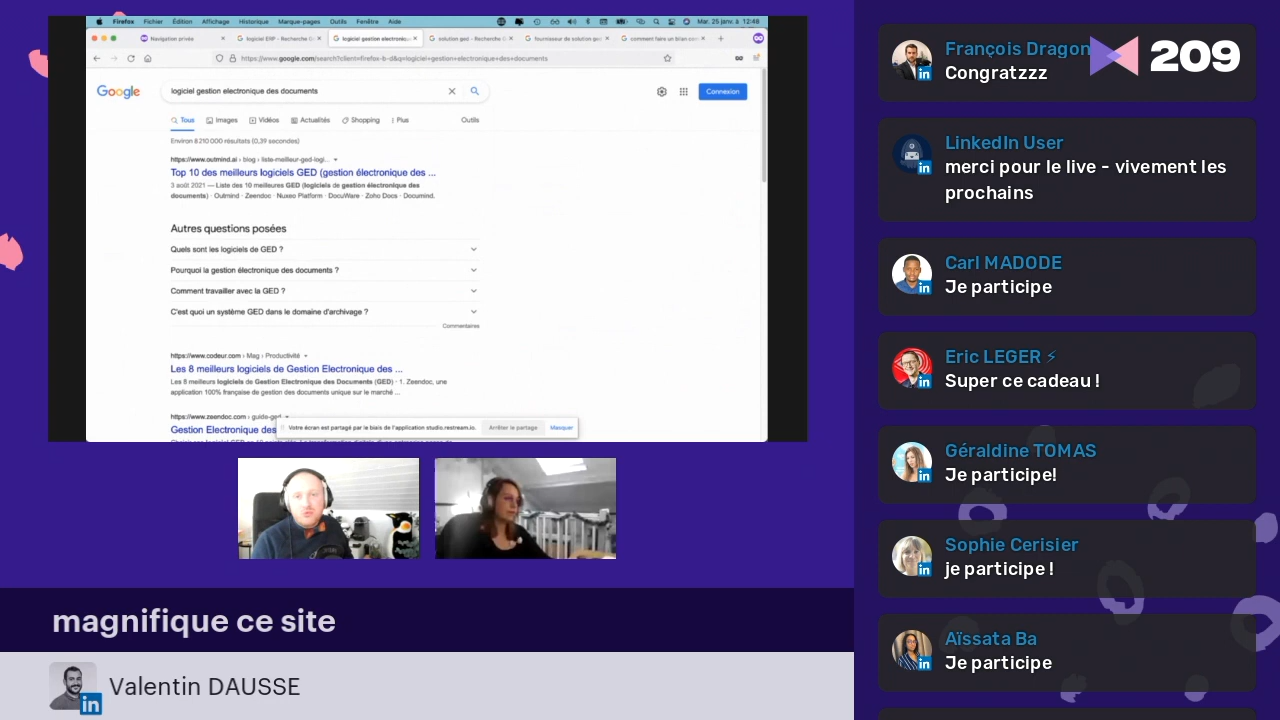 Firefox Fichier Édition Affichage Historique Marque-pages Outils Fenêtre Aide
Mar. 25 janv. à 12:46
Navigation privée
logiciel ERP - Recherche G
logiciel gestion electronic
solution ged - Recherche G
fournisseur de solution ged
comment faire un bilan com
https://www.google.com/search?client=firefox-b-d&q=logiciel+gestion+electronique+des+documents
Google
logiciel gestion electronique des documents
Connexion
Tous Images Vidéos Actualités Shopping Plus Outils
Environ 8 210 000 résultats (0,39 secondes)
https://www.outmind.ai › blog › liste-meilleur-ged-logi...
Top 10 des meilleurs logiciels GED (gestion électronique des ...
3 août 2021 — Liste des 10 meilleures GED (logiciels de gestion électronique des
documents) · Outmind · Zeendoc · Nuxeo Platform · DocuWare · Zoho Docs · Documind.
Autres questions posées
Quels sont les logiciels de GED ?
Pourquoi la gestion électronique des documents ?
Comment travailler avec la GED ?
C'est quoi un système GED dans le domaine d'archivage ?
Commentaires
https://www.codeur.com › Mag › Productivité
Les 8 meilleurs logiciels de Gestion Electronique des ...
Les 8 meilleurs logiciels de Gestion Electronique des Documents (GED) · 1. Zeendoc, une
application 100% française de gestion des documents unique sur le marché ...
https://www.zeendoc.com › guide-ged
Gestion Electronique des
Votre écran est partagé par le biais de l'application studio.restream.io.
Arrêter le partage
Masquer
magnifique ce site
Valentin DAUSSE
in
209
François Dragon
Congratzzz
LinkedIn User
merci pour le live - vivement les
prochains
Carl MADODE
Je participe
Eric LEGER ⚡
SUPER !
Géraldine TOMAS
Je participe!
Sophie Cerisier
je participe !
Aïssata Ba
Je participe